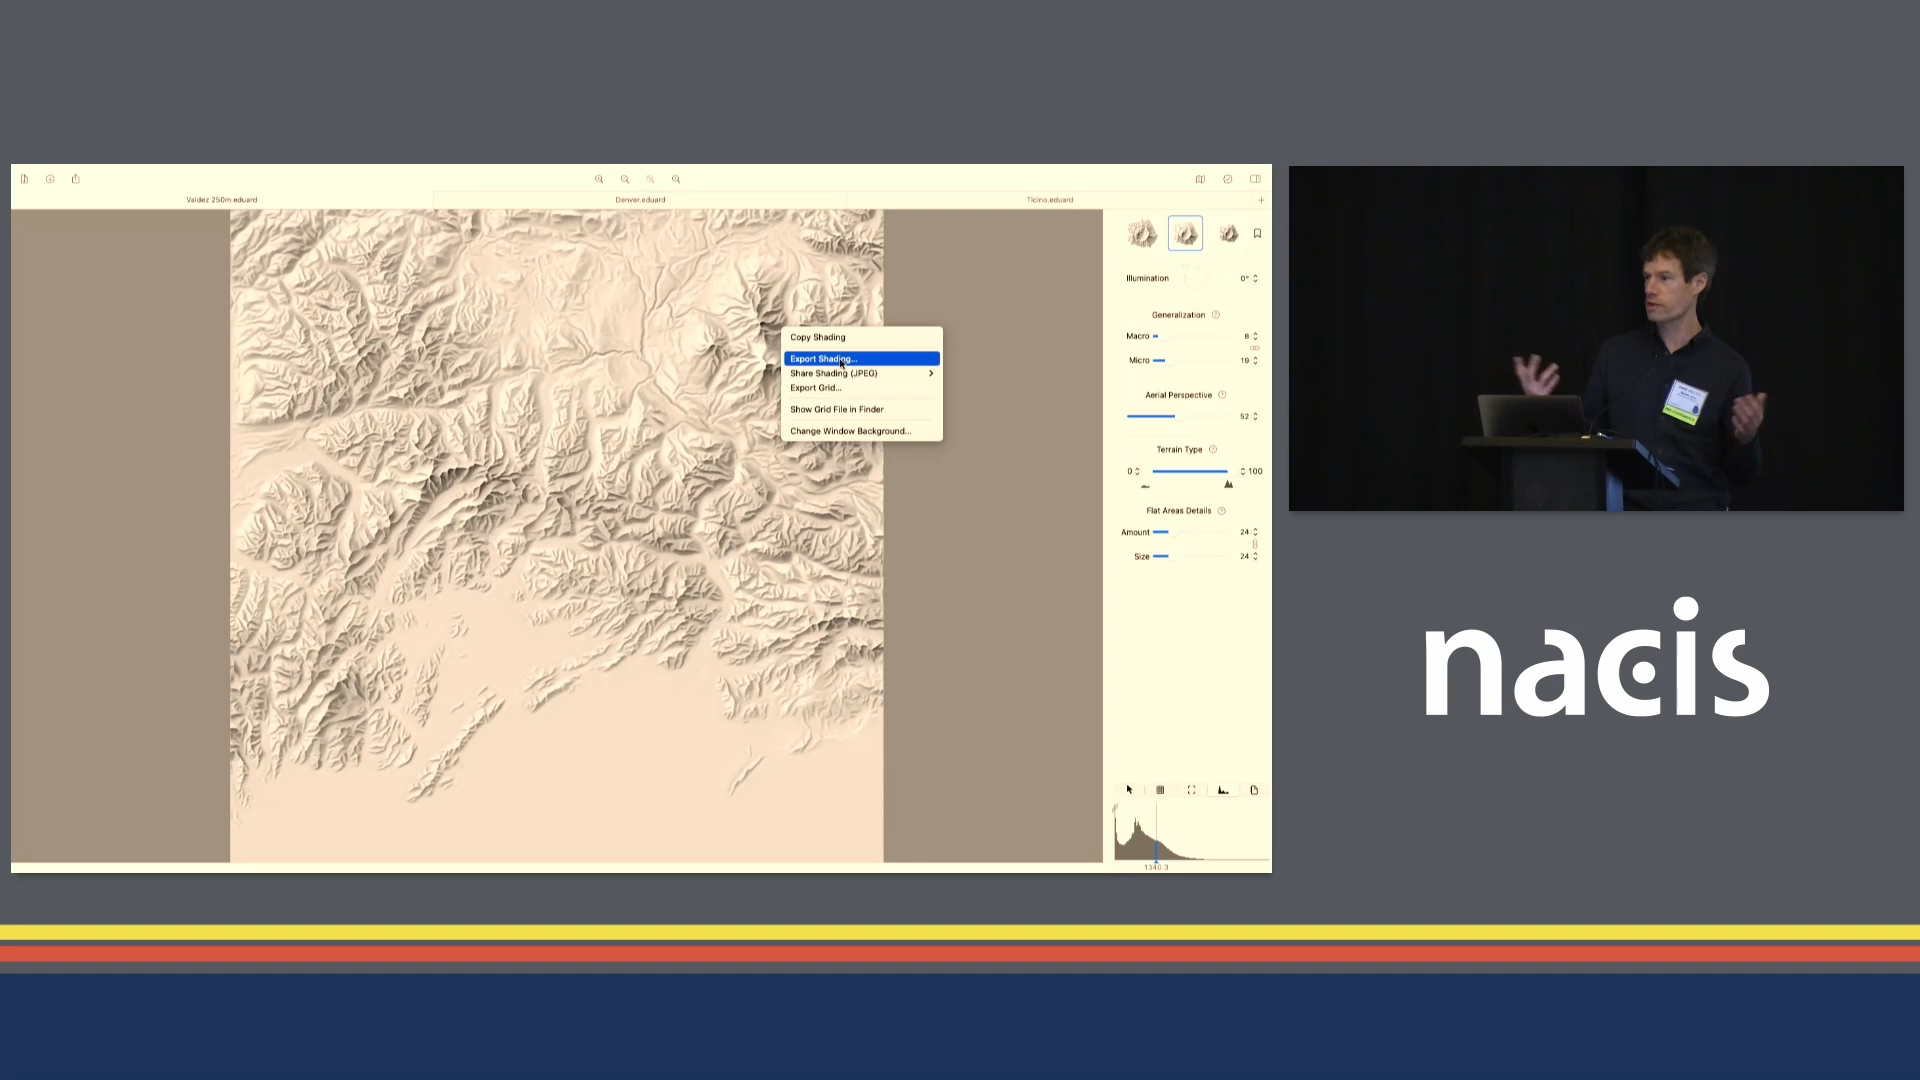 Valdez 250m.eduard
Denver.eduard
Ticino.eduard
+
Copy Shading
Export Shading...
Share Shading (JPEG)
Export Grid...
Show Grid File in Finder
Change Window Background...
Illumination 0°
Generalization
Macro 8
Micro 19
Aerial Perspective
52
Terrain Type
0 100
Flat Areas Details
Amount 24
Size 24
1340.3
nacis